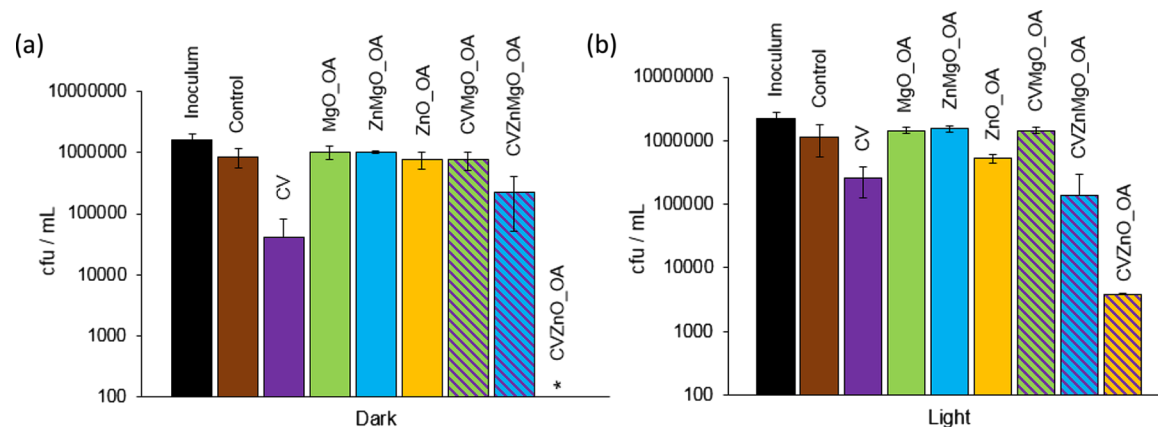 (a)
cfu / mL
10000000
1000000
100000
10000
1000
100
Inoculum
Control
CV
MgO_OA
ZnMgO_OA
ZnO_OA
CVMgO_OA
CVZnMgO_OA
* CVZnO_OA
Dark
(b)
cfu / mL
10000000
1000000
100000
10000
1000
100
Inoculum
Control
CV
MgO_OA
ZnMgO_OA
ZnO_OA
CVMgO_OA
CVZnMgO_OA
CVZnO_OA
Light